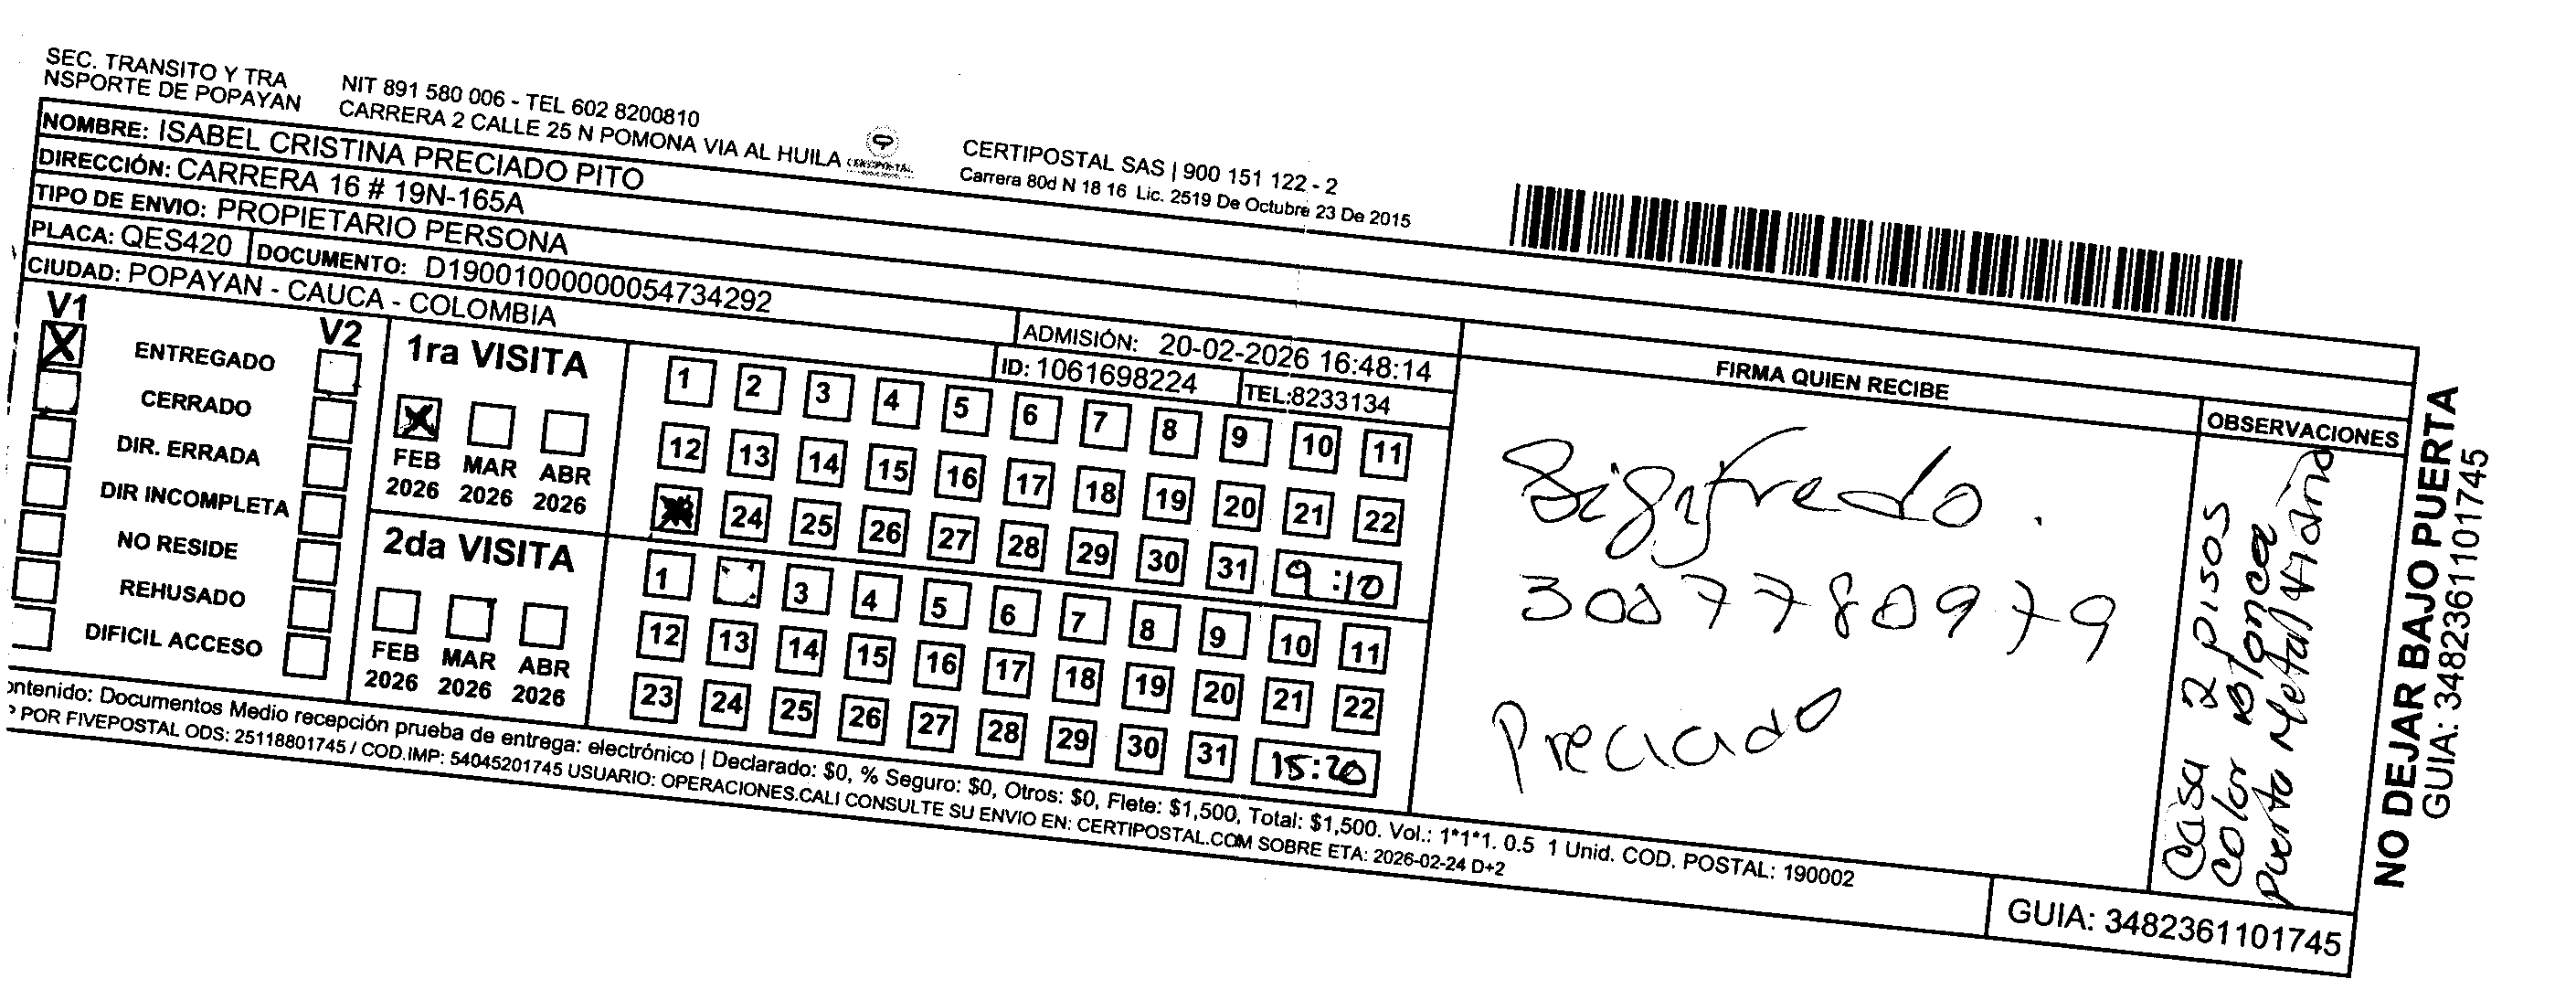 SEC. TRANSITO Y TRA
NSPORTE DE POPAYAN
NIT 891 580 006 - TEL 602 8200810
CARRERA 2 CALLE 25 N POMONA VIA AL HUILA
CERTIPOSTAL
CERTIPOSTAL SAS | 900 151 122 - 2
Carrera 80d N 18 16 Lic. 2519 De Octubre 23 De 2015
NOMBRE: ISABEL CRISTINA PRECIADO PITO
DIRECCIÓN: CARRERA 16 # 19N-165A
TIPO DE ENVIO: PROPIETARIO PERSONA
PLACA: QES420 DOCUMENTO: D19001000000054734292
CIUDAD: POPAYAN - CAUCA - COLOMBIA
ADMISIÓN: 20-02-2026 16:48:14
ID: 1061698224 TEL:8233134
V1 V2
X ENTREGADO
CERRADO
DIR. ERRADA
DIR INCOMPLETA
NO RESIDE
REHUSADO
DIFICIL ACCESO
1ra VISITA
X
FEB MAR ABR
2026 2026 2026
1 2 3 4 5 6 7 8 9 10 11
12 13 14 15 16 17 18 19 20 21 22
24 25 26 27 28 29 30 31 9:10
2da VISITA
FEB MAR ABR
2026 2026 2026
1 3 4 5 6 7 8 9 10 11
12 13 14 15 16 17 18 19 20 21 22
23 24 25 26 27 28 29 30 31 15:20
FIRMA QUIEN RECIBE
Sigifredo.
3007780979
Preciado
OBSERVACIONES
Casa 2 pisos
color Blanca
puerta Metal
NO DEJAR BAJO PUERTA
GUIA: 3482361101745
ontenido: Documentos Medio recepción prueba de entrega: electrónico | Declarado: $0, % Seguro: $0, Otros: $0, Flete: $1,500, Total: $1,500. Vol.: 1*1*1. 0.5 1 Unid. COD. POSTAL: 190002
P POR FIVEPOSTAL ODS: 25118801745 / COD.IMP: 54045201745 USUARIO: OPERACIONES.CALI CONSULTE SU ENVIO EN: CERTIPOSTAL.COM SOBRE ETA: 2026-02-24 D+2
GUIA: 3482361101745